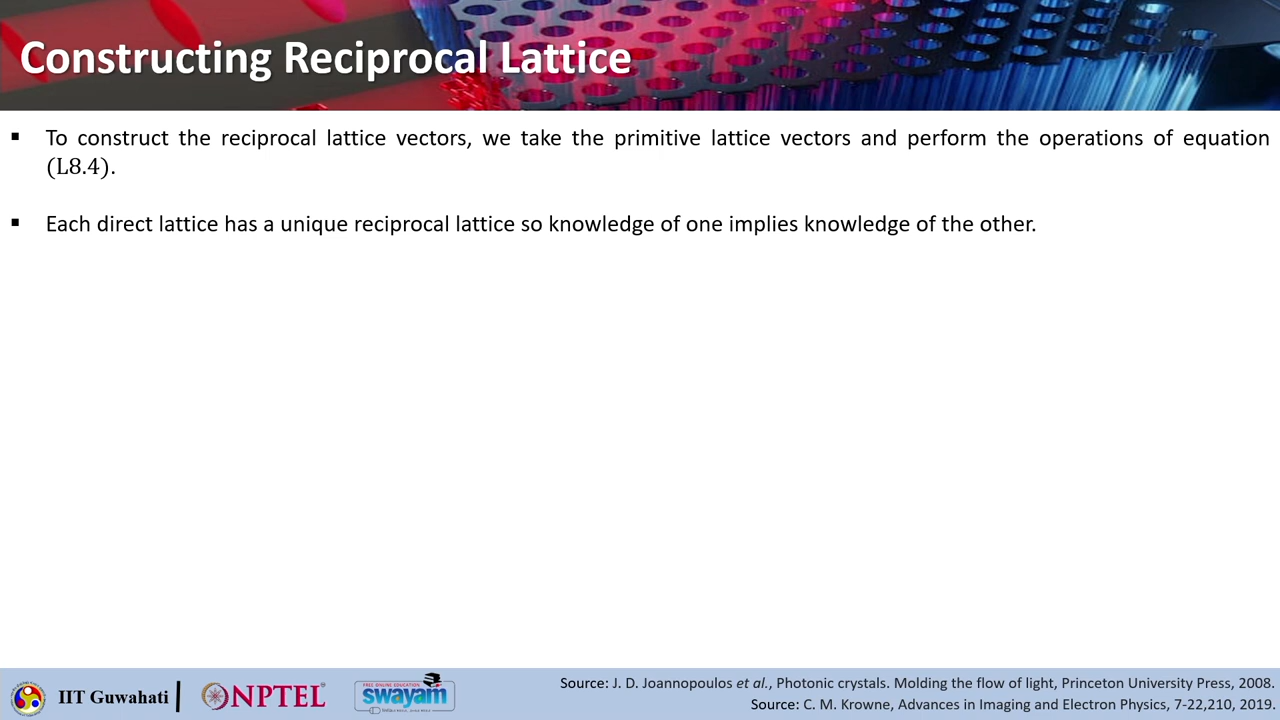 Constructing Reciprocal Lattice
▪ To construct the reciprocal lattice vectors, we take the primitive lattice vectors and perform the operations of equation
(L8.4).
▪ Each direct lattice has a unique reciprocal lattice so knowledge of one implies knowledge of the other.
IIT Guwahati
NPTEL
FREE ONLINE EDUCATION
swayam
Source: J. D. Joannopoulos et al., Photonic crystals. Molding the flow of light, Princeton University Press, 2008.
Source: C. M. Krowne, Advances in Imaging and Electron Physics, 7-22,210, 2019.